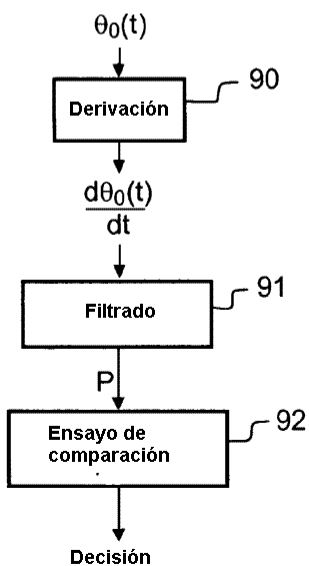 θ₀(t)
90
Derivación
dθ₀(t)
dt
91
Filtrado
P
92
Ensayo de
comparación
Decisión